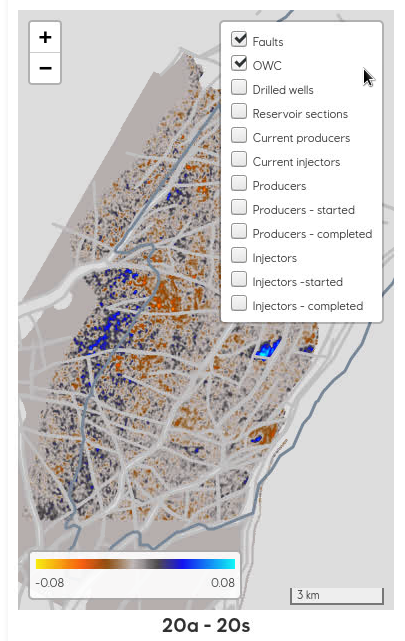 +
−
Faults
OWC
Drilled wells
Reservoir sections
Current producers
Current injectors
Producers
Producers - started
Producers - completed
Injectors
Injectors -started
Injectors - completed
-0.08
0.08
3 km
20a - 20s